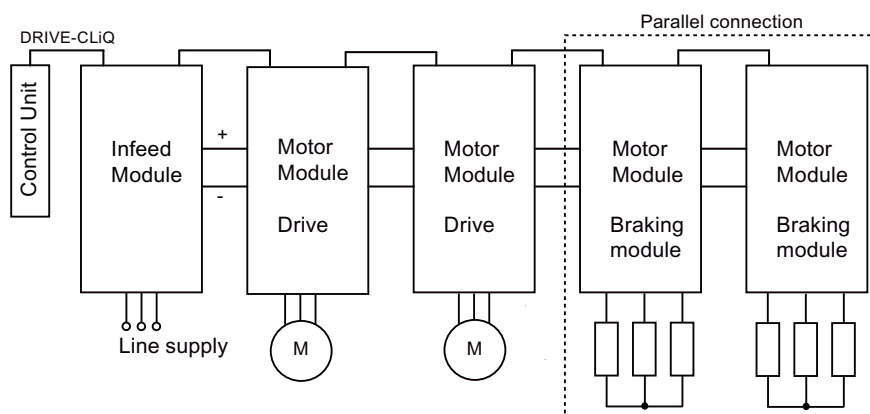 Parallel connection
DRIVE-CLiQ
Control Unit
Infeed
Module
+
-
Motor
Module
Drive
Motor
Module
Drive
Motor
Module
Braking
module
Motor
Module
Braking
module
Line supply
M
M